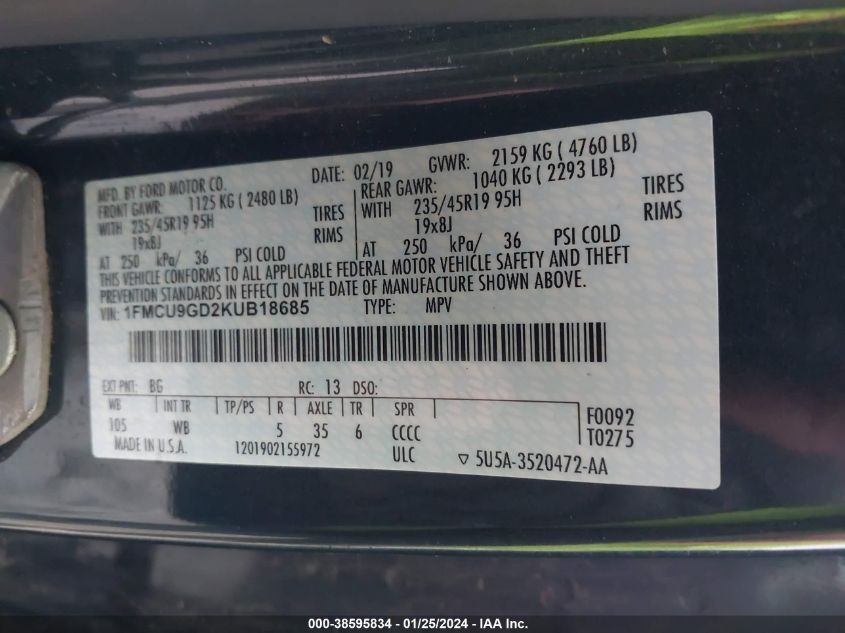 MFD. BY FORD MOTOR CO. DATE: 02/19 GVWR: 2159 KG ( 4760 LB)
FRONT GAWR: 1125 KG ( 2480 LB) REAR GAWR: 1040 KG ( 2293 LB)
WITH 235/45R19 95H TIRES WITH 235/45R19 95H TIRES
19x8J RIMS 19x8J RIMS
AT 250 kPa/ 36 PSI COLD AT 250 kPa/ 36 PSI COLD
THIS VEHICLE CONFORMS TO ALL APPLICABLE FEDERAL MOTOR VEHICLE SAFETY AND THEFT
PREVENTION STANDARDS IN EFFECT ON THE DATE OF MANUFACTURE SHOWN ABOVE.
VIN: 1FMCU9GD2KUB18685 TYPE: MPV
EXT PNT: BG RC: 13 DSO:
WB INT TR TP/PS R AXLE TR SPR
105 WB 5 35 6 CCCC
F0092
T0275
MADE IN U.S.A. 1201902155972 ULC ▽ 5U5A-3520472-AA
000-38595834 - 01/25/2024 - IAA Inc.